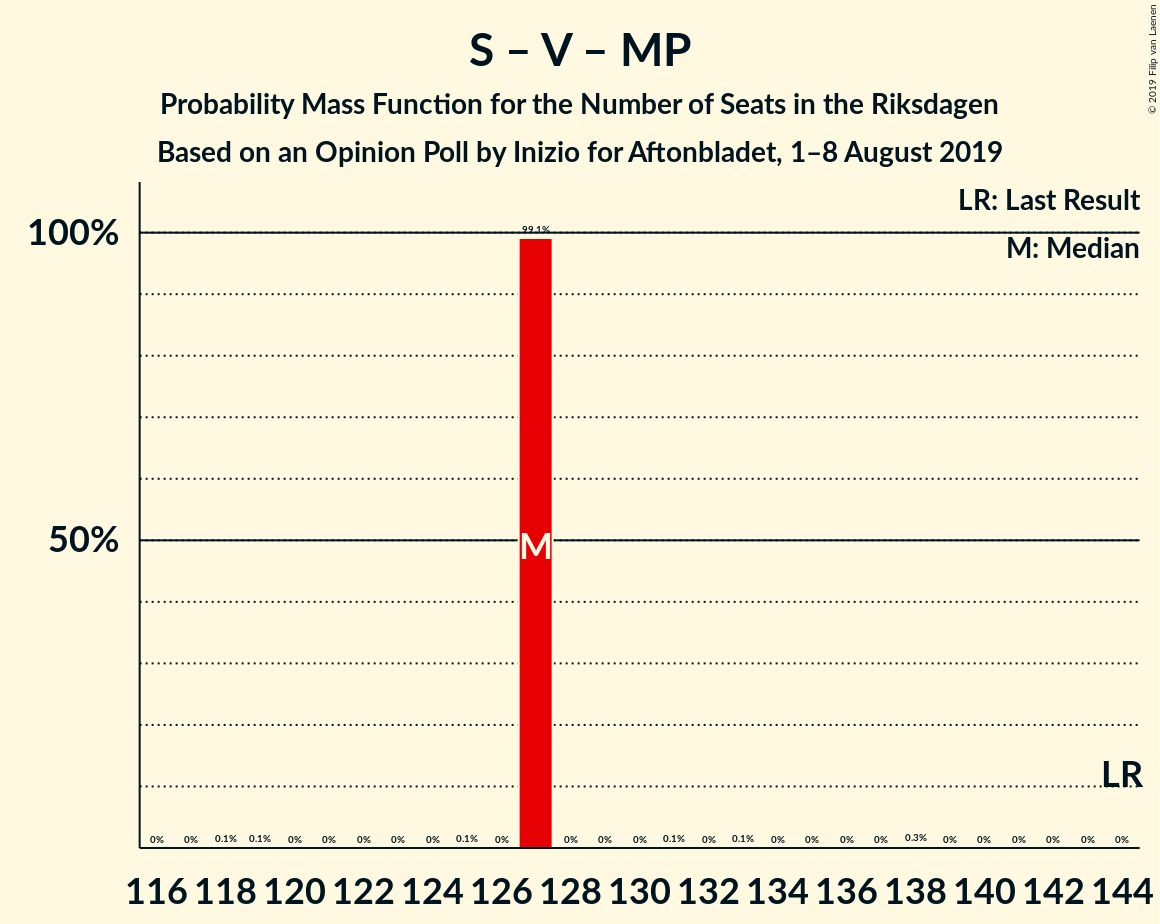 S – V – MP
Probability Mass Function for the Number of Seats in the Riksdagen
Based on an Opinion Poll by Inizio for Aftonbladet, 1–8 August 2019
© 2019 Filip van Laenen
LR: Last Result
M: Median
100%
99.1%
50%
M
LR
0% 0% 0.1% 0.1% 0% 0% 0% 0% 0% 0.1% 0% 0% 0% 0% 0.1% 0% 0.1% 0% 0% 0% 0% 0.3% 0% 0% 0% 0% 0% 0%
116 118 120 122 124 126 128 130 132 134 136 138 140 142 144